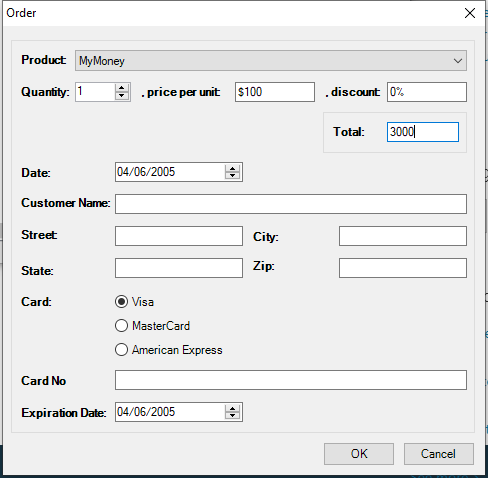 Order
Product: MyMoney
Quantity: 1 , price per unit: $100 , discount: 0%
Total: 3000
Date: 04/06/2005
Customer Name:
Street: City:
State: Zip:
Card: Visa
MasterCard
American Express
Card No
Expiration Date: 04/06/2005
OK Cancel